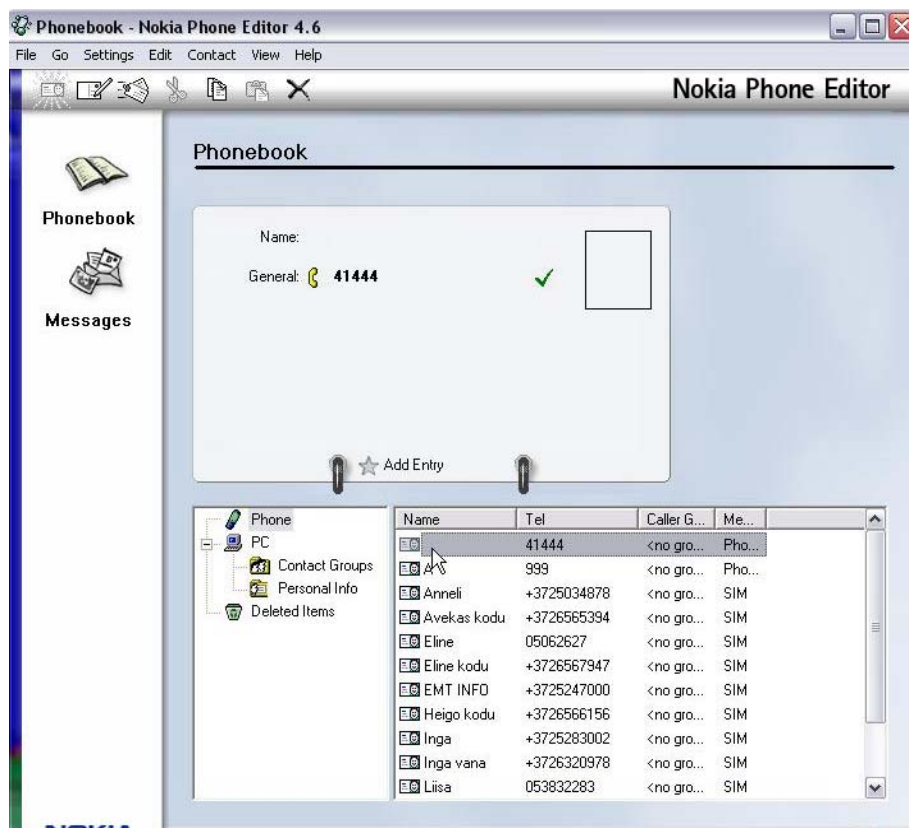 Phonebook - Nokia Phone Editor 4.6
File Go Settings Edit Contact View Help
Nokia Phone Editor
Phonebook
Phonebook
Messages
Name:
General: 41444
Add Entry
Phone
PC
Contact Groups
Personal Info
Deleted Items
Name Tel Caller G... Me...
41444 <no gro... Pho...
999 <no gro... Pho...
Anneli +3725034878 <no gro... SIM
Avekas kodu +3726565394 <no gro... SIM
Eline 05062627 <no gro... SIM
Eline kodu +3726567947 <no gro... SIM
EMT INFO +3725247000 <no gro... SIM
Heigo kodu +3726566156 <no gro... SIM
Inga +3725283002 <no gro... SIM
Inga vana +3726320978 <no gro... SIM
Liisa 053832283 <no gro... SIM
NOKIA